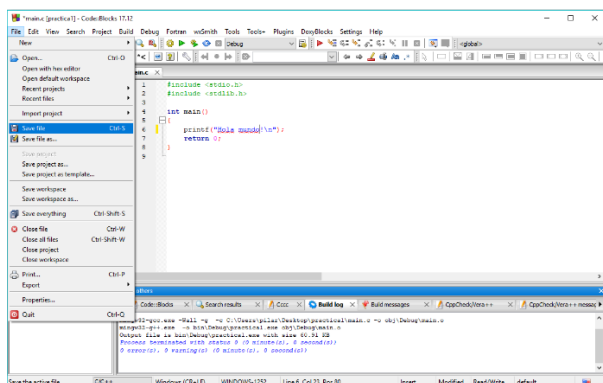 *main.c [practica1] - Code::Blocks 17.12
File Edit View Search Project Build Debug Fortran wxSmith Tools Tools+ Plugins DoxyBlocks Settings Help
New
Debug
<global>
Open... Ctrl-O
Open with hex editor
Open default workspace
Recent projects
Recent files
Import project
Save file Ctrl-S
Save file as...
Save project
Save project as...
Save project as template...
Save workspace
Save workspace as...
Save everything Ctrl-Shift-S
Close file Ctrl-W
Close all files Ctrl-Shift-W
Close project
Close workspace
Print... Ctrl-P
Export
Properties...
Quit Ctrl-Q
main.c
1 #include <stdio.h>
2 #include <stdlib.h>
3
4 int main()
5 {
6 printf("Hola mundo!\n");
7 return 0;
8 }
9
others
Code::Blocks Search results Cccc Build log Build messages CppCheck/Vera++ CppCheck/Vera++ messag
mingw32-gcc.exe -Wall -g -c C:\Users\pilar\Desktop\practica1\main.c -o obj\Debug\main.o
mingw32-g++.exe -o bin\Debug\practica1.exe obj\Debug\main.o
Output file is bin\Debug\practica1.exe with size 60.91 KB
Process terminated with status 0 (0 minute(s), 0 second(s))
0 error(s), 0 warning(s) (0 minute(s), 0 second(s))
Save the active file C/C++ Windows (CR+LF) WINDOWS-1252 Line 6, Col 23, Pos 80 Insert Modified Read/Write default